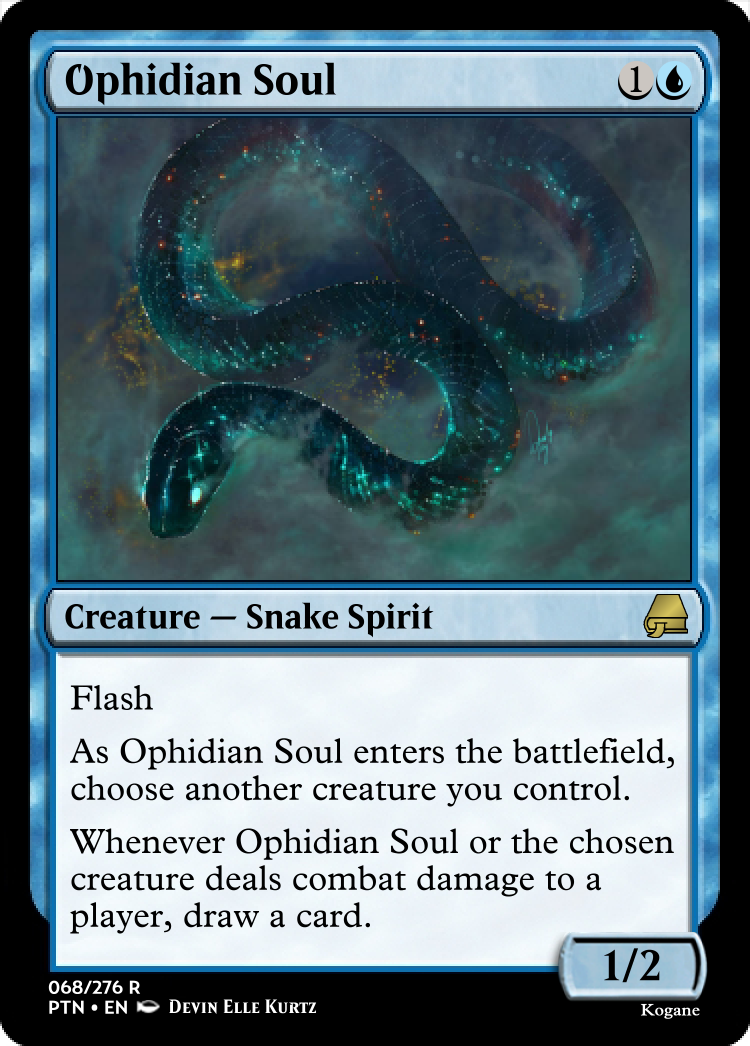 Ophidian Soul 1
Creature — Snake Spirit
Flash
As Ophidian Soul enters the battlefield,
choose another creature you control.
Whenever Ophidian Soul or the chosen
creature deals combat damage to a
player, draw a card.
1/2
068/276 R
PTN • EN DEVIN ELLE KURTZ
Kogane